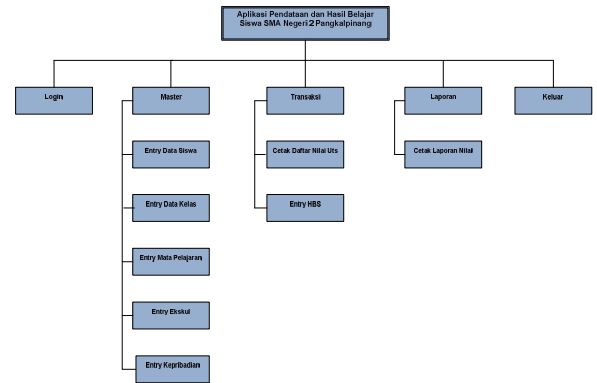 Aplikasi Pendataan dan Hasil Belajar
Siswa SMA Negeri 2 Pangkalpinang
Login
Master
Transaksi
Laporan
Keluar
Entry Data Siswa
Cetak Daftar Nilai Uts
Cetak Laporan Nilai
Entry Data Kelas
Entry HBS
Entry Mata Pelajaran
Entry Ekskul
Entry Kepribadian